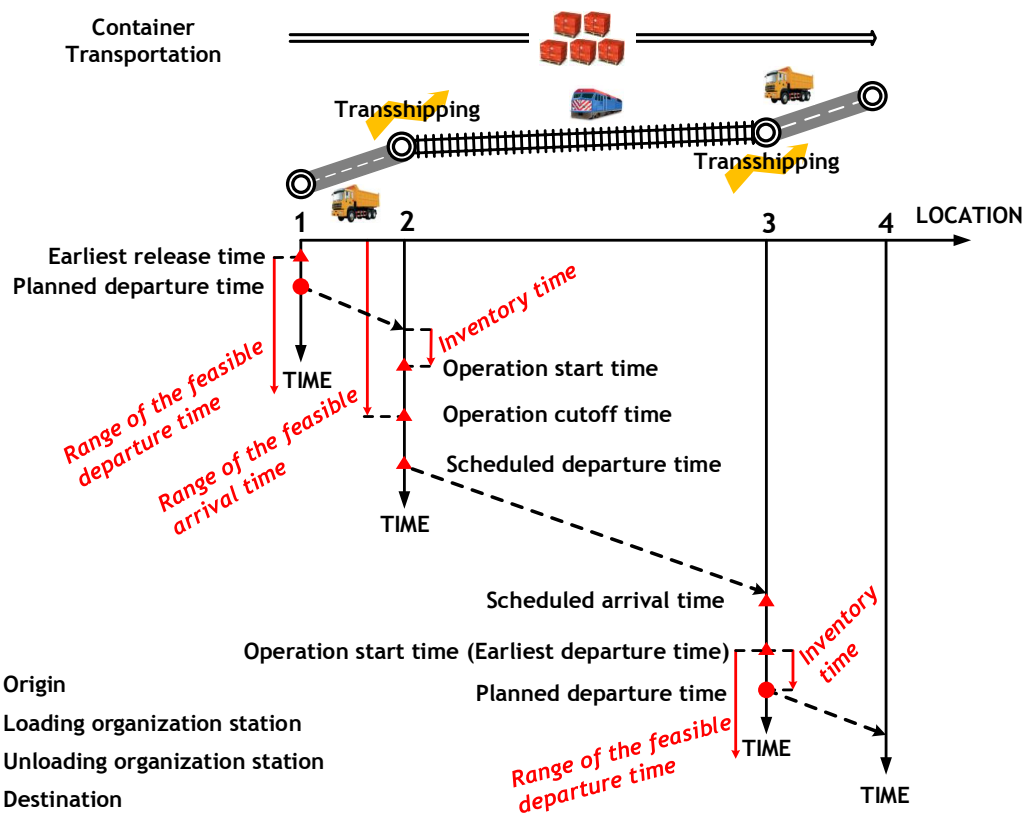 Container
Transportation
Transshipping
Transshipping
1
2
3
4
LOCATION
Earliest release time
Planned departure time
TIME
Range of the feasible
departure time
Range of the feasible
arrival time
Inventory time
Operation start time
Operation cutoff time
Scheduled departure time
TIME
Scheduled arrival time
Operation start time (Earliest departure time)
Planned departure time
Inventory
time
Range of the feasible
departure time
TIME
TIME
Origin
Loading organization station
Unloading organization station
Destination